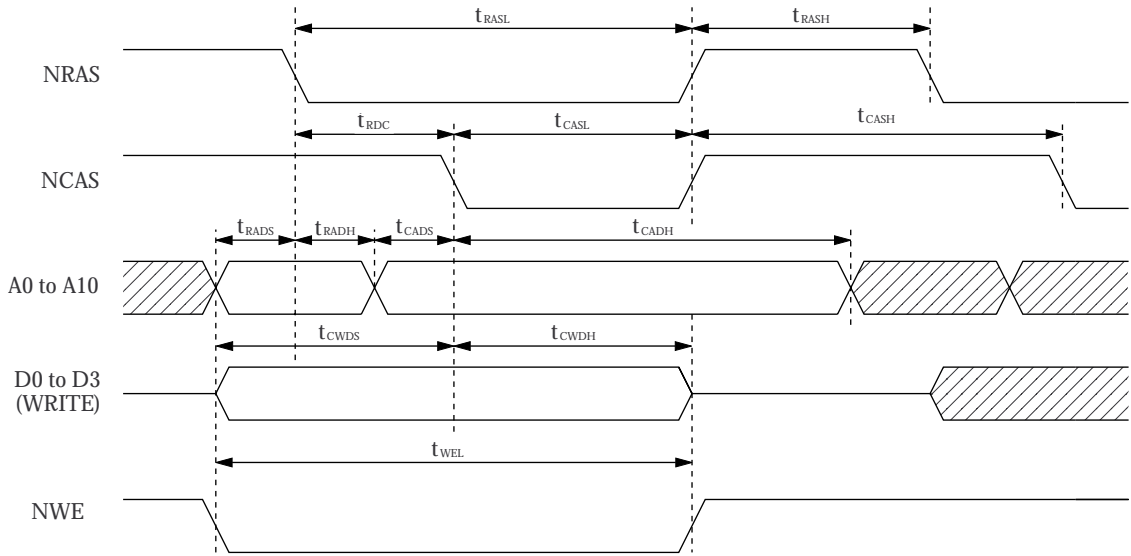 tRASL tRASH
NRAS
tRDC tCASL tCASH
NCAS
tRADS tRADH tCADS tCADH
A0 to A10
tCWDS tCWDH
D0 to D3
(WRITE)
tWEL
NWE